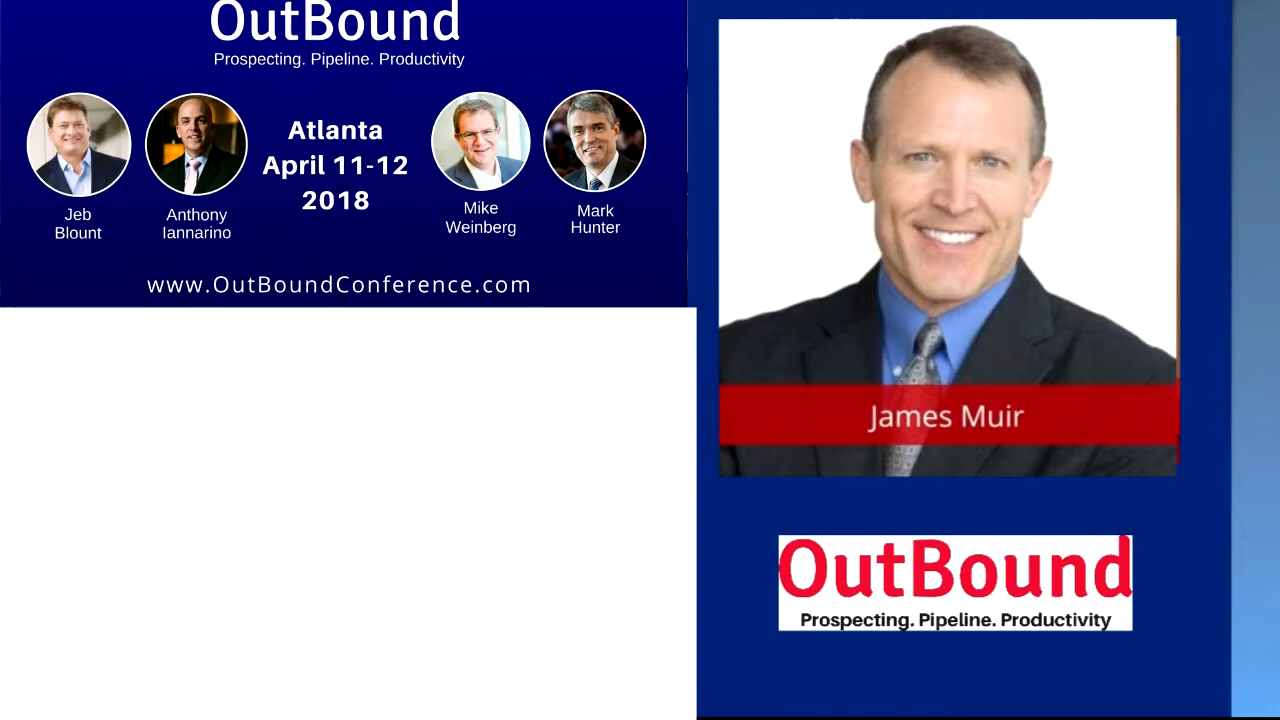 OutBound
Prospecting. Pipeline. Productivity
Atlanta
April 11-12
2018
Jeb
Blount
Anthony
Iannarino
Mike
Weinberg
Mark
Hunter
www.OutBoundConference.com
James Muir
OutBound
Prospecting. Pipeline. Productivity